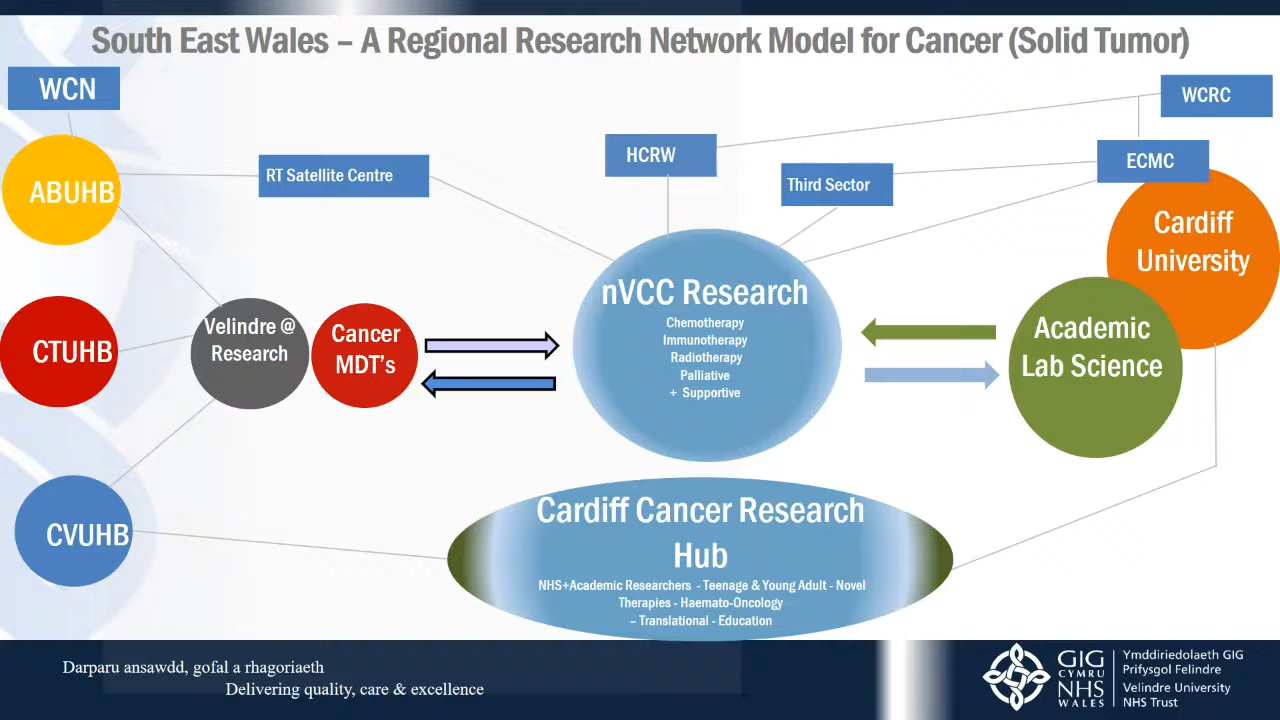 South East Wales – A Regional Research Network Model for Cancer (Solid Tumor)
WCN
WCRC
HCRW
ECMC
RT Satellite Centre
Third Sector
ABUHB
Cardiff
University
nVCC Research
Chemotherapy
Immunotherapy
Radiotherapy
Palliative
+ Supportive
Velindre @
Research
Cancer
MDT's
CTUHB
Academic
Lab Science
CVUHB
Cardiff Cancer Research
Hub
NHS+Academic Researchers - Teenage & Young Adult - Novel
Therapies - Haemato-Oncology
– Translational - Education
Darparu ansawdd, gofal a rhagoriaeth
Delivering quality, care & excellence
GIG
CYMRU
NHS
WALES
Ymddiriedolaeth GIG
Prifysgol Felindre
Velindre University
NHS Trust